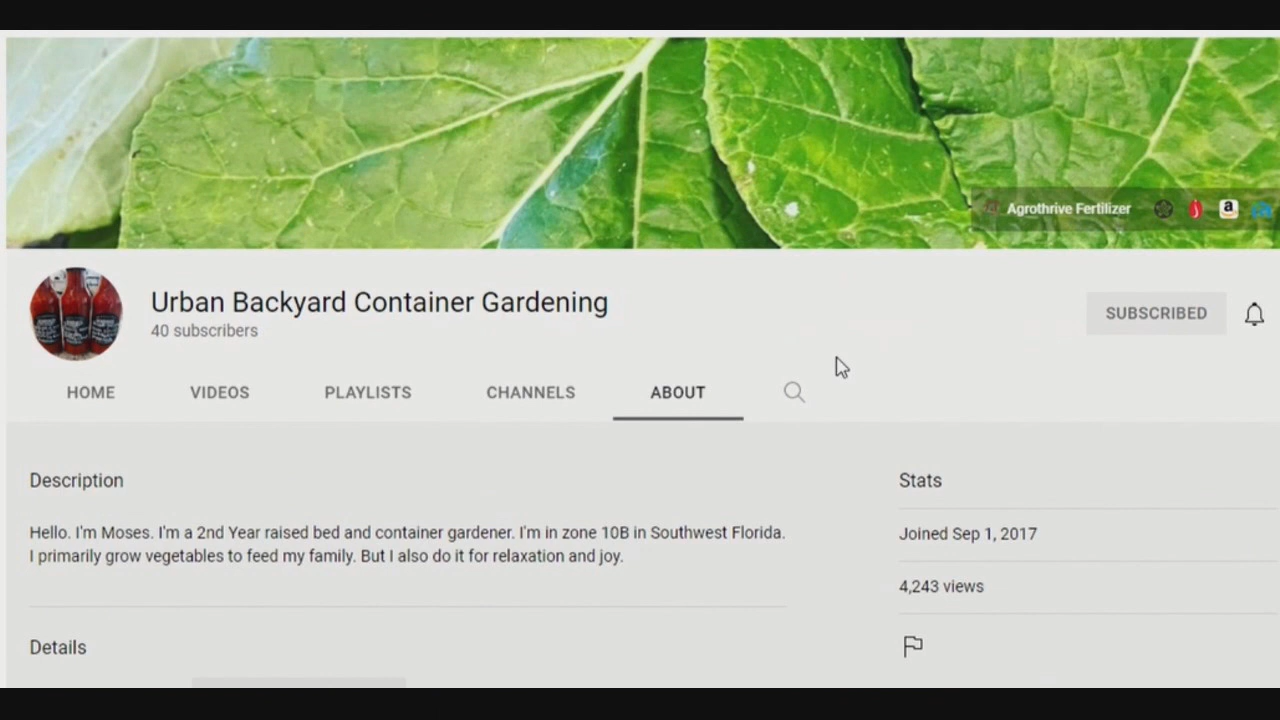 Agrothrive Fertilizer
Urban Backyard Container Gardening
40 subscribers
SUBSCRIBED
HOME
VIDEOS
PLAYLISTS
CHANNELS
ABOUT
Description
Hello. I'm Moses. I'm a 2nd Year raised bed and container gardener. I'm in zone 10B in Southwest Florida.
I primarily grow vegetables to feed my family. But I also do it for relaxation and joy.
Stats
Joined Sep 1, 2017
4,243 views
Details